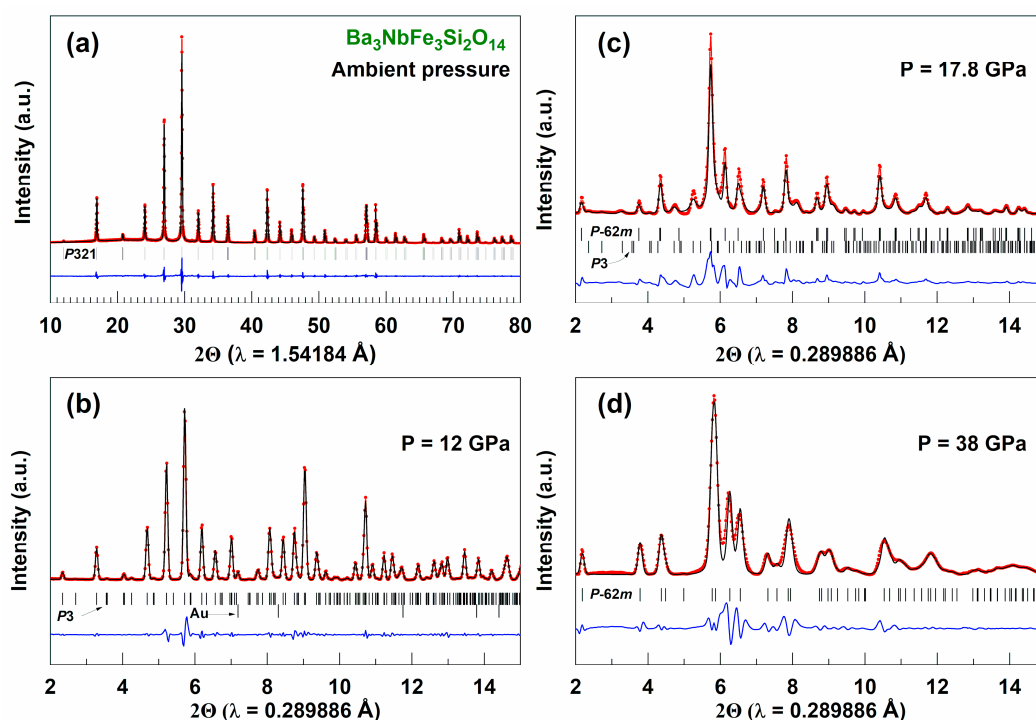 (a)
Ba₃NbFe₃Si₂O₁₄
Ambient pressure
Intensity (a.u.)
P321
10 20 30 40 50 60 70 80
2Θ (λ = 1.54184 Å)
(b)
P = 12 GPa
Intensity (a.u.)
P3
Au
2 4 6 8 10 12 14
2Θ (λ = 0.289886 Å)
(c)
P = 17.8 GPa
Intensity (a.u.)
P-62m
P3
2 4 6 8 10 12 14
2Θ (λ = 0.289886 Å)
(d)
P = 38 GPa
Intensity (a.u.)
P-62m
2 4 6 8 10 12 14
2Θ (λ = 0.289886 Å)